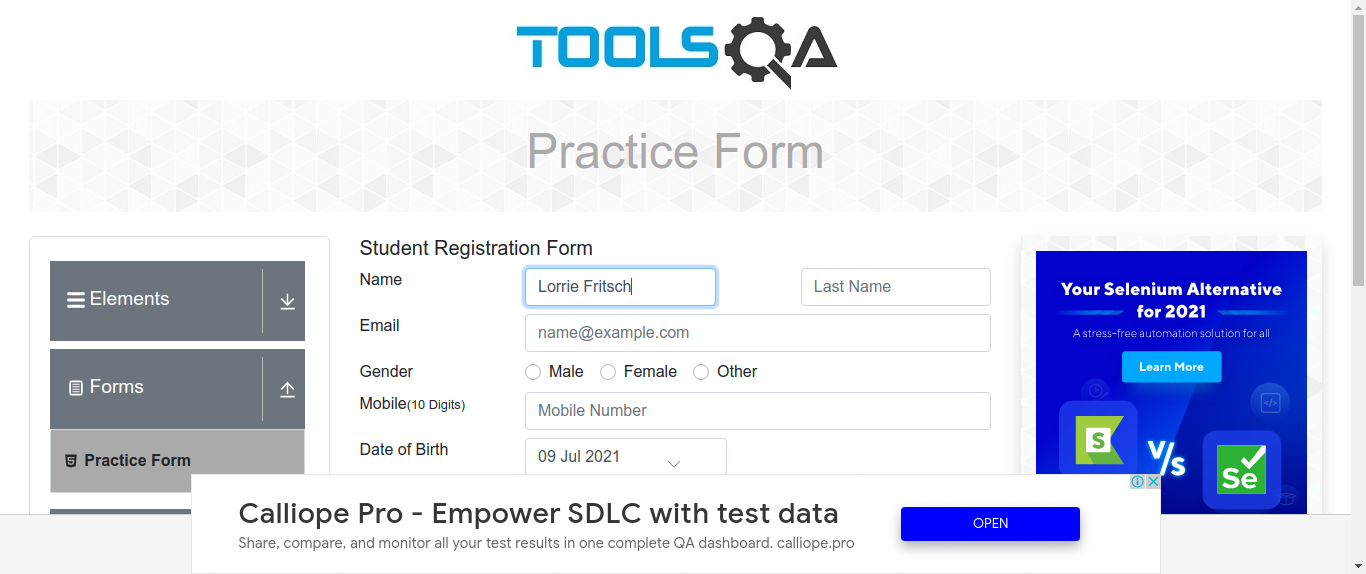 TOOLSQA
Practice Form
Elements
Forms
Practice Form
Student Registration Form
Name
Lorrie Fritsch
Last Name
Email
name@example.com
Gender
Male
Female
Other
Mobile(10 Digits)
Mobile Number
Date of Birth
09 Jul 2021
Your Selenium Alternative
for 2021
A stress-free automation solution for all
Learn More
S
V/s
Se
Calliope Pro - Empower SDLC with test data
Share, compare, and monitor all your test results in one complete QA dashboard. calliope.pro
OPEN